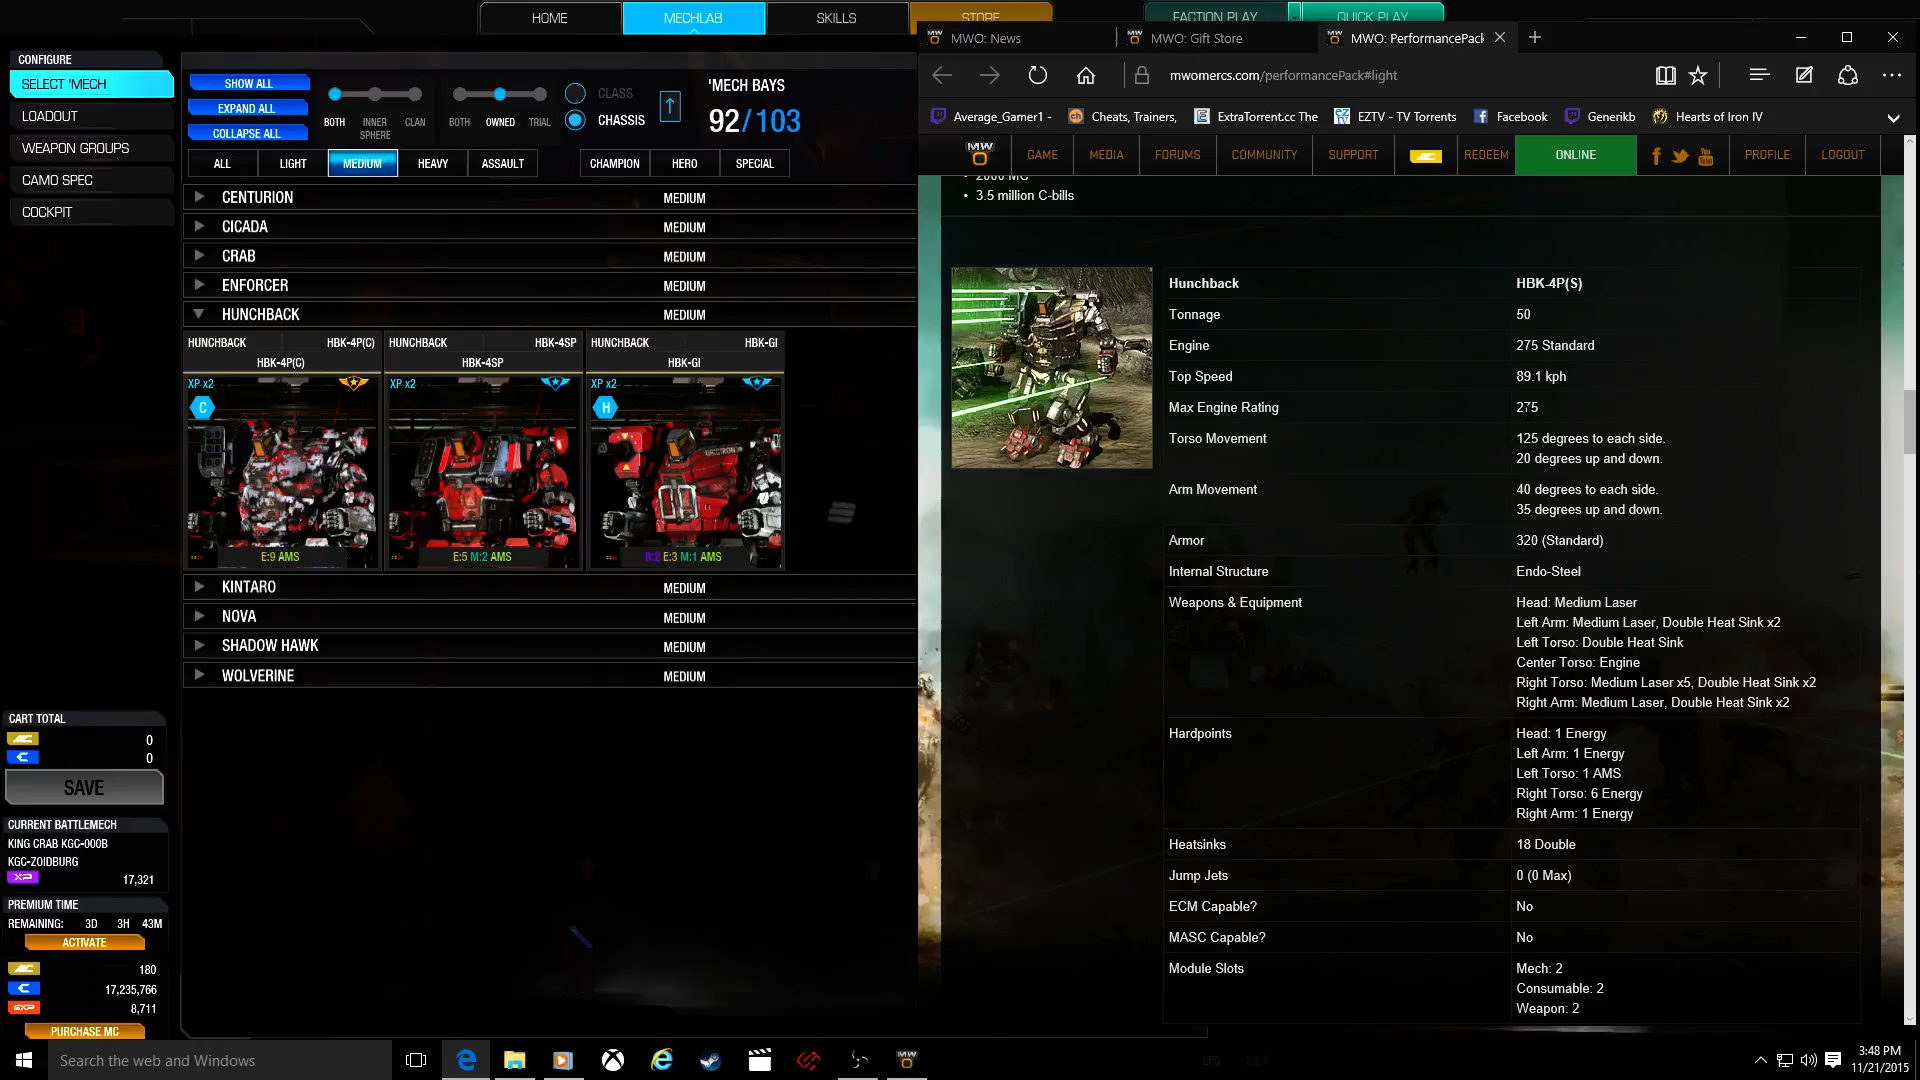 HOME
MECHLAB
SKILLS
STORE
FACTION PLAY
QUICK PLAY
CONFIGURE
SELECT 'MECH
LOADOUT
WEAPON GROUPS
CAMO SPEC
COCKPIT
SHOW ALL
EXPAND ALL
COLLAPSE ALL
BOTH
INNER SPHERE
CLAN
BOTH
OWNED
TRIAL
CLASS
CHASSIS
'MECH BAYS
92/103
ALL
LIGHT
MEDIUM
HEAVY
ASSAULT
CHAMPION
HERO
SPECIAL
CENTURION MEDIUM
CICADA MEDIUM
CRAB MEDIUM
ENFORCER MEDIUM
HUNCHBACK MEDIUM
HUNCHBACK HBK-4P(C)
HBK-4P(C)
XP x2
C
E:9 AMS
HUNCHBACK HBK-4SP
HBK-4SP
XP x2
E:5 M:2 AMS
HUNCHBACK HBK-GI
HBK-GI
XP x2
H
B:2 E:3 M:1 AMS
KINTARO MEDIUM
NOVA MEDIUM
SHADOW HAWK MEDIUM
WOLVERINE MEDIUM
CART TOTAL
0
0
SAVE
CURRENT BATTLEMECH
KING CRAB KGC-000B
KGC-ZOIDBURG
XP 17,321
PREMIUM TIME
REMAINING: 3D 3H 43M
ACTIVATE
180
17,235,766
GXP 8,711
PURCHASE MC
MWO: News
MWO: Gift Store
MWO: PerformancePack
mwomercs.com/performancePack#light
Average_Gamer1 -
Cheats, Trainers,
ExtraTorrent.cc The
EZTV - TV Torrents
Facebook
Generikb
Hearts of Iron IV
MW
GAME
MEDIA
FORUMS
COMMUNITY
SUPPORT
REDEEM
ONLINE
PROFILE
LOGOUT
• 2000 MC
• 3.5 million C-bills
Hunchback HBK-4P(S)
Tonnage 50
Engine 275 Standard
Top Speed 89.1 kph
Max Engine Rating 275
Torso Movement 125 degrees to each side.
20 degrees up and down.
Arm Movement 40 degrees to each side.
35 degrees up and down.
Armor 320 (Standard)
Internal Structure Endo-Steel
Weapons & Equipment Head: Medium Laser
Left Arm: Medium Laser, Double Heat Sink x2
Left Torso: Double Heat Sink
Center Torso: Engine
Right Torso: Medium Laser x5, Double Heat Sink x2
Right Arm: Medium Laser, Double Heat Sink x2
Hardpoints Head: 1 Energy
Left Arm: 1 Energy
Left Torso: 1 AMS
Right Torso: 6 Energy
Right Arm: 1 Energy
Heatsinks 18 Double
Jump Jets 0 (0 Max)
ECM Capable? No
MASC Capable? No
Module Slots Mech: 2
Consumable: 2
Weapon: 2
Search the web and Windows
LFG
3:48 PM
11/21/2015